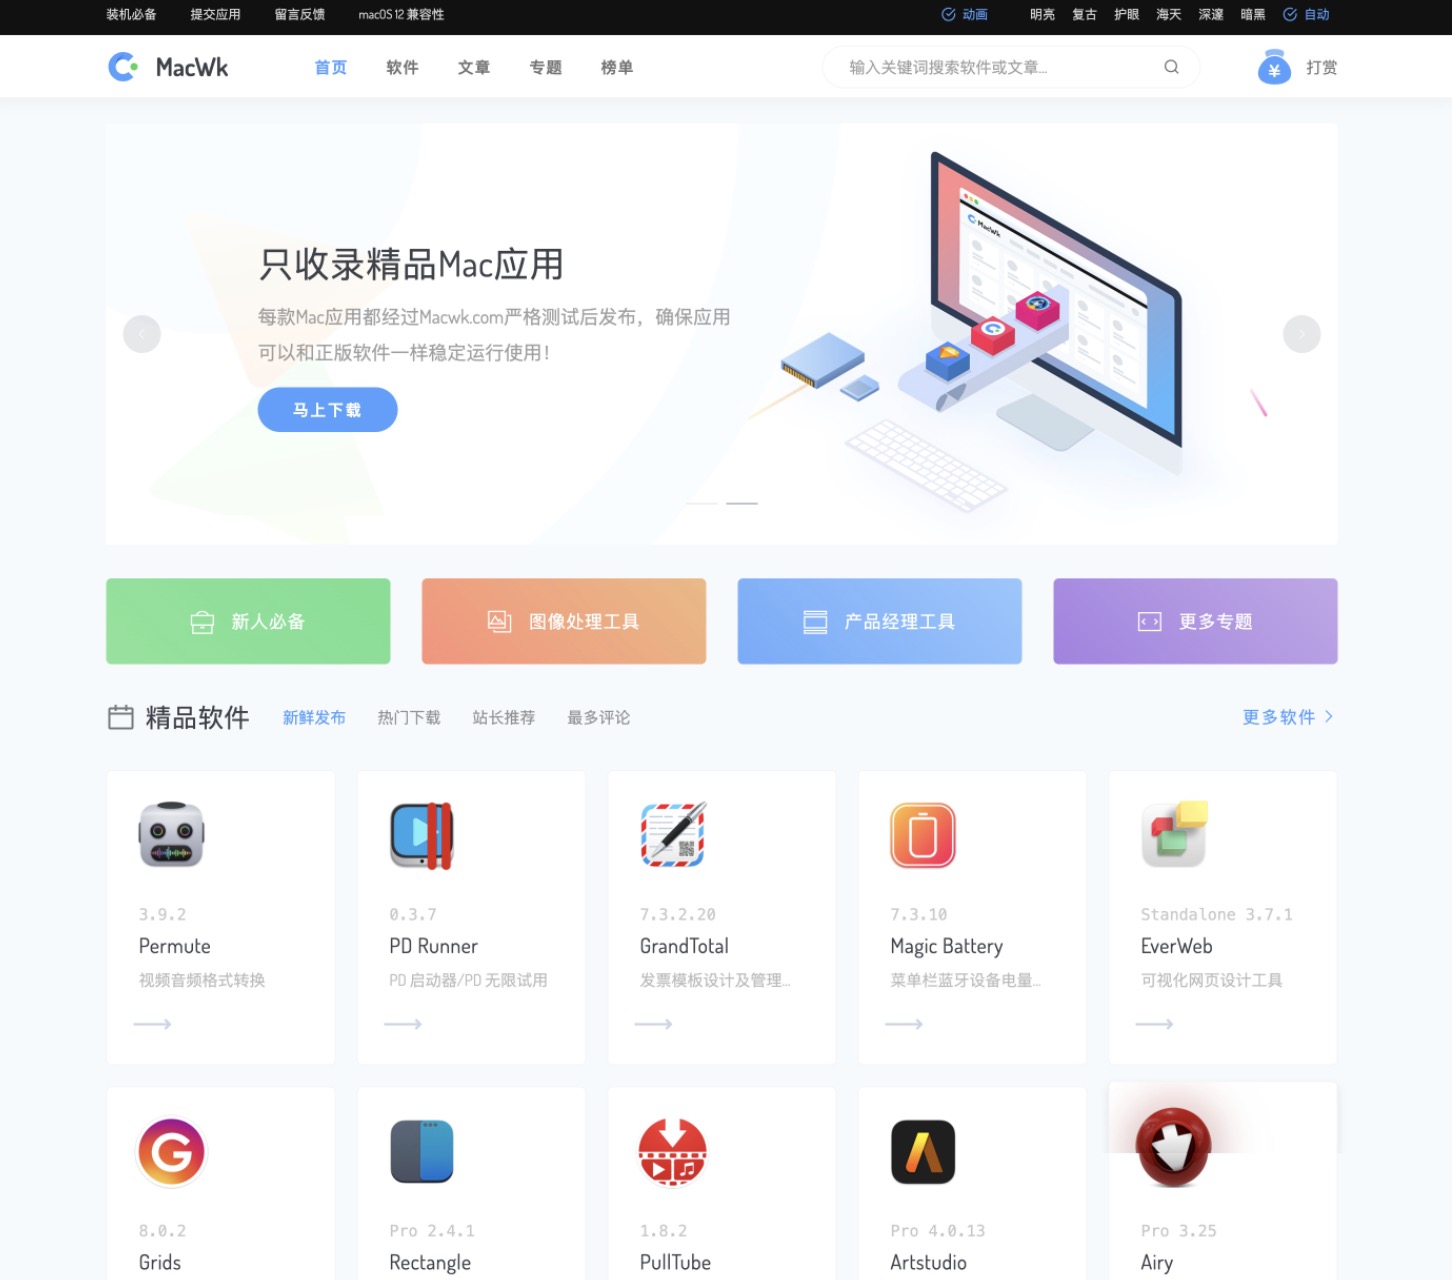 装机必备 提交应用 留言反馈 macOS 12 兼容性 动画 明亮 复古 护眼 海天 深邃 暗黑 自动
MacWk 首页 软件 文章 专题 榜单 输入关键词搜索软件或文章... ¥ 打赏
MacWk
只收录精品Mac应用
每款Mac应用都经过Macwk.com严格测试后发布，确保应用
可以和正版软件一样稳定运行使用！
马上下载
新人必备 图像处理工具 产品经理工具 更多专题
精品软件 新鲜发布 热门下载 站长推荐 最多评论 更多软件
3.9.2 0.3.7 7.3.2.20 7.3.10 Standalone 3.7.1
Permute PD Runner GrandTotal Magic Battery EverWeb
视频音频格式转换 PD 启动器/PD 无限试用 发票模板设计及管理... 菜单栏蓝牙设备电量... 可视化网页设计工具
G
8.0.2 Pro 2.4.1 1.8.2 Pro 4.0.13 Pro 3.25
Grids Rectangle PullTube Artstudio Airy